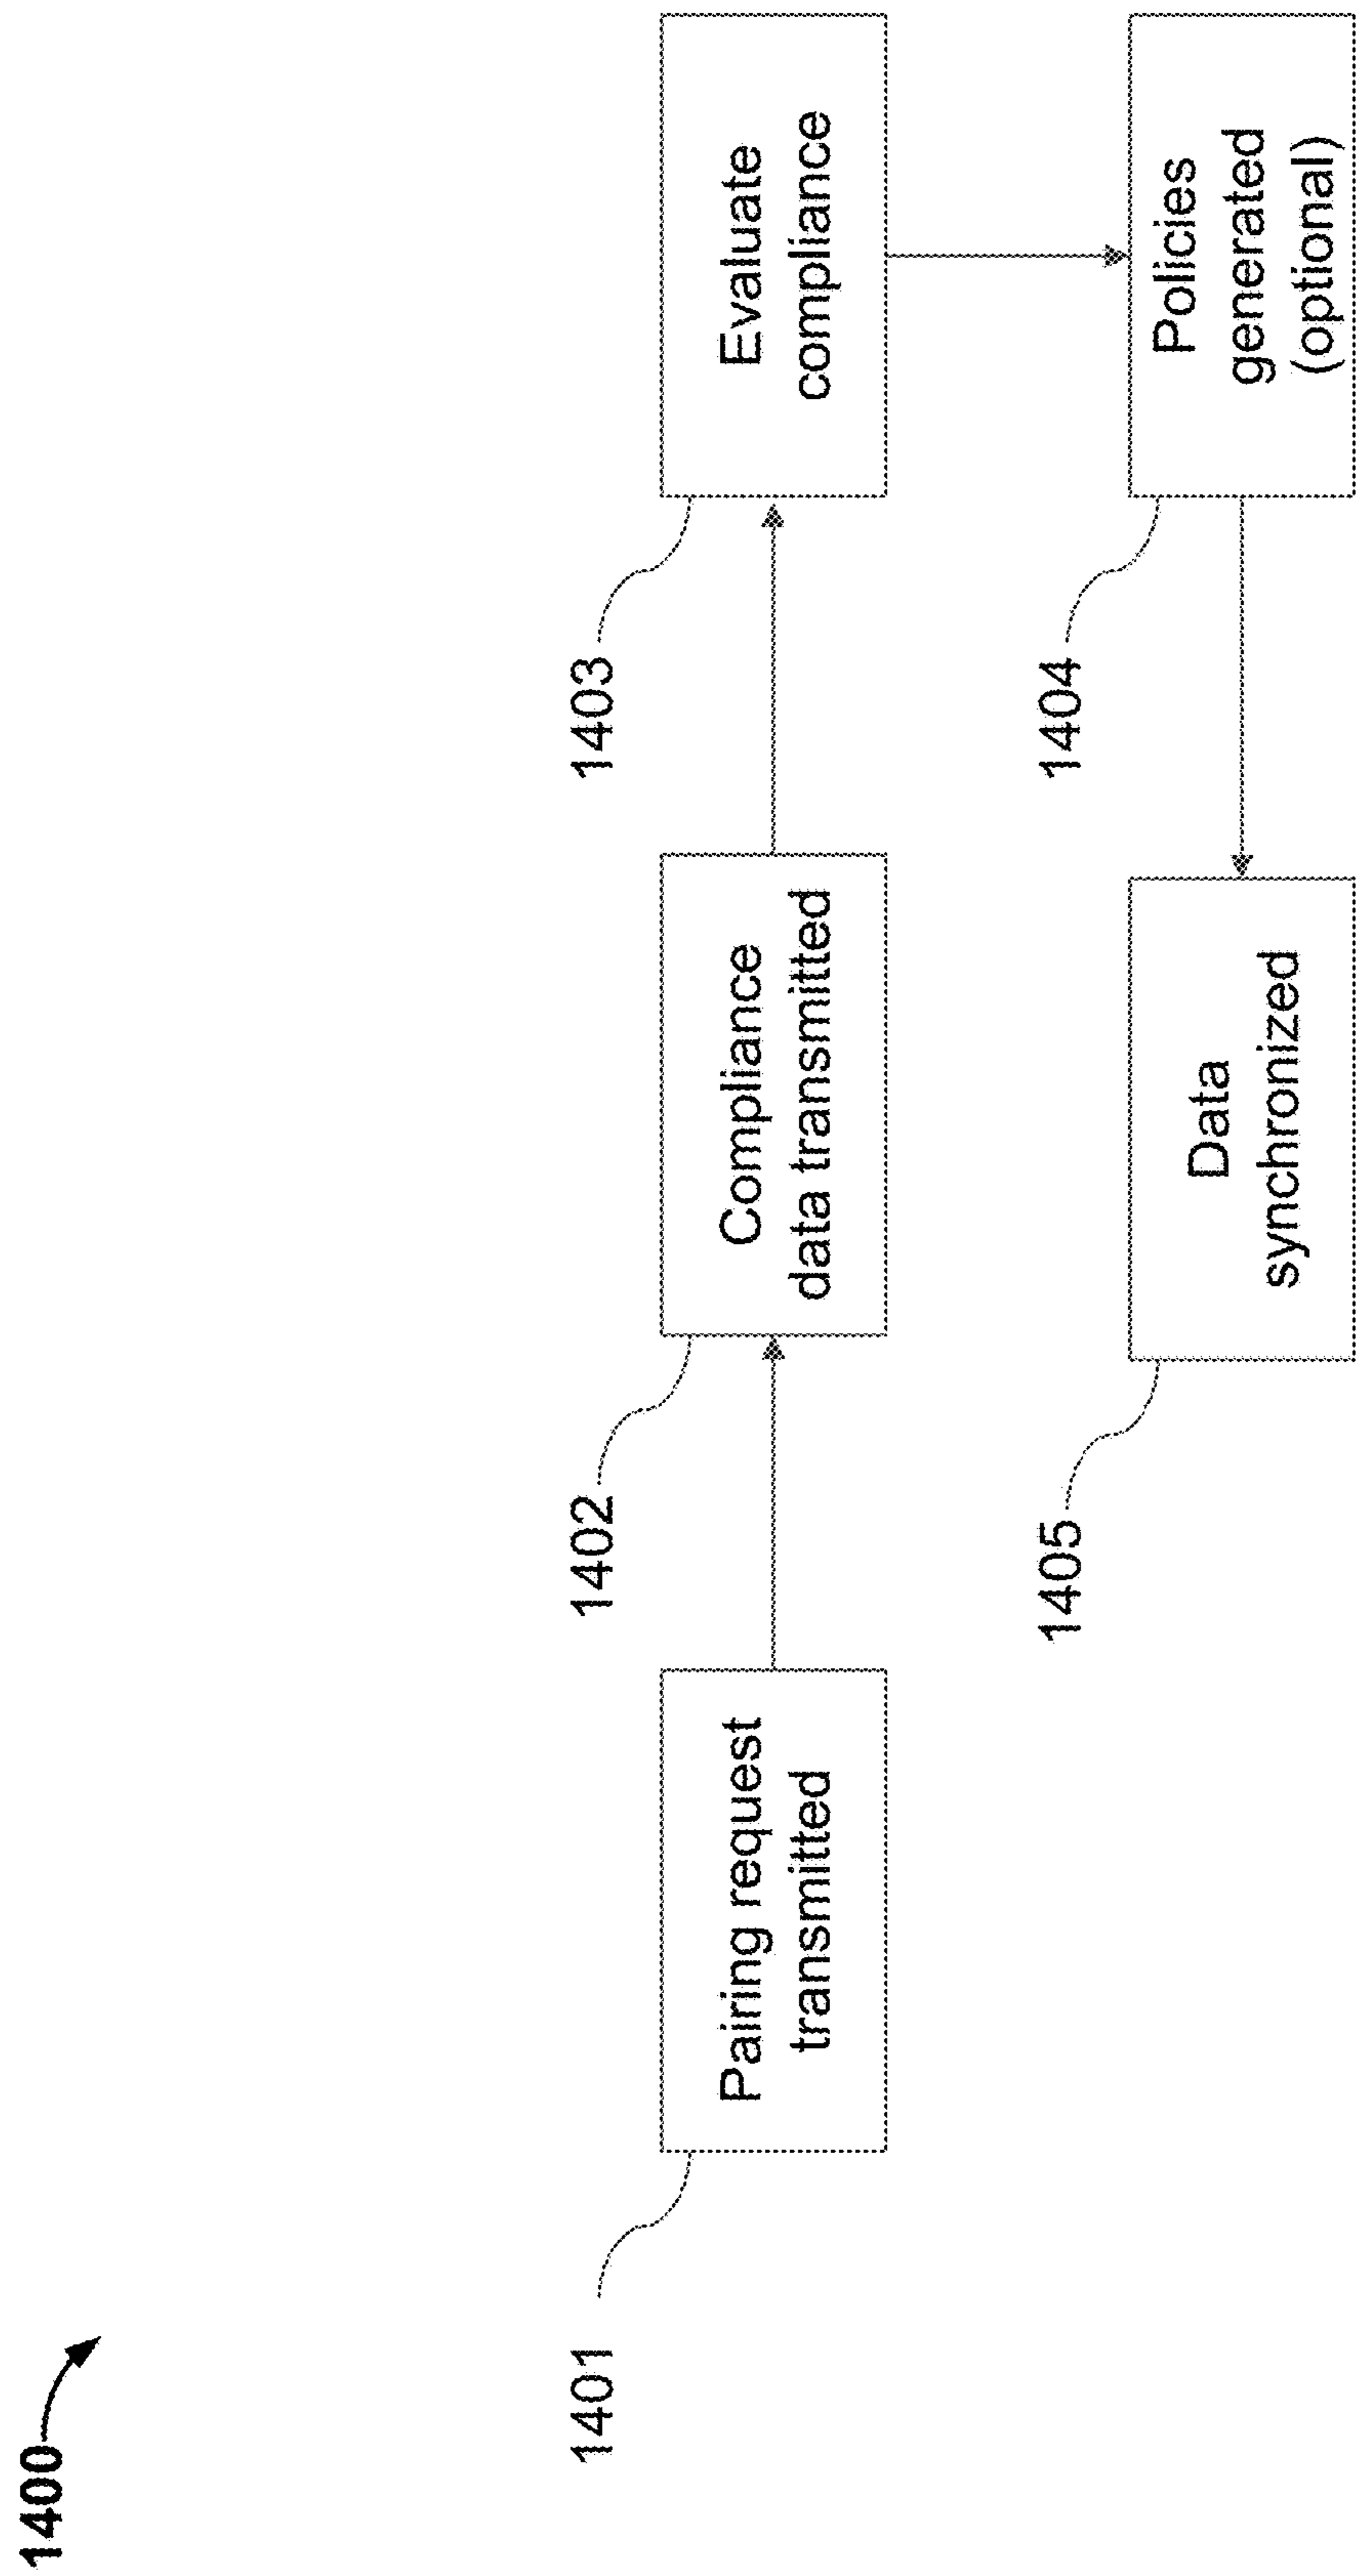 1400
1401
Pairing request
transmitted
1402
Compliance
data transmitted
1403
Evaluate
compliance
1404
Policies
generated
(optional)
1405
Data
synchronized